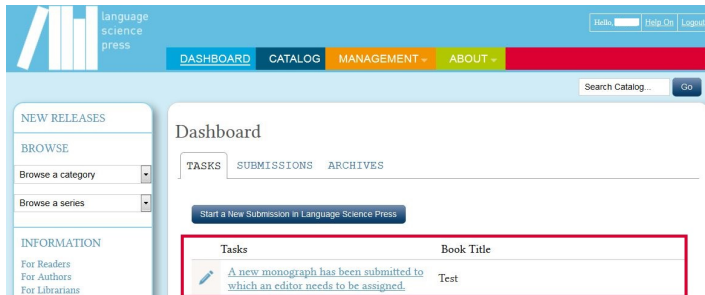 language
science
press
Hello, Help On Logout
DASHBOARD CATALOG MANAGEMENT ABOUT
Search Catalog... Go
NEW RELEASES
BROWSE
Browse a category
Browse a series
INFORMATION
For Readers
For Authors
For Librarians
Dashboard
TASKS SUBMISSIONS ARCHIVES
Start a New Submission in Language Science Press
Tasks Book Title
A new monograph has been submitted to
which an editor needs to be assigned.
Test